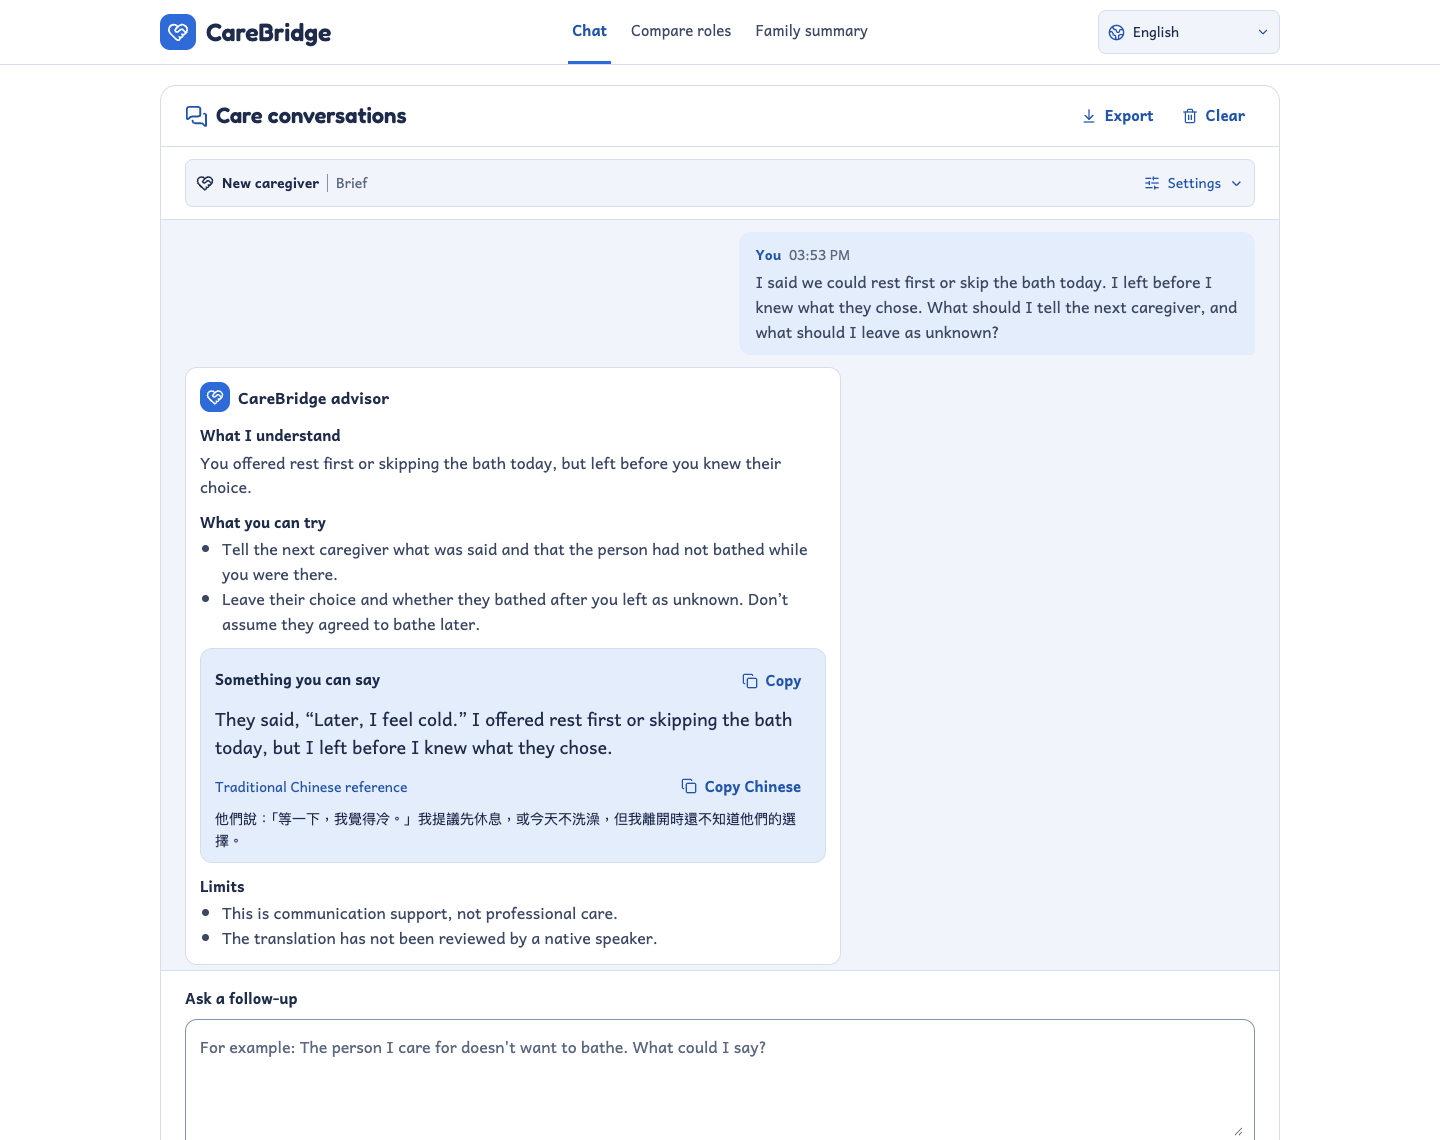 CareBridge
Chat
Compare roles
Family summary
English
Care conversations
Export
Clear
New caregiver
Brief
Settings
You 03:53 PM
I said we could rest first or skip the bath today. I left before I
knew what they chose. What should I tell the next caregiver, and
what should I leave as unknown?
CareBridge advisor
What I understand
You offered rest first or skipping the bath today, but left before you knew their
choice.
What you can try
Tell the next caregiver what was said and that the person had not bathed while
you were there.
Leave their choice and whether they bathed after you left as unknown. Don’t
assume they agreed to bathe later.
Something you can say
Copy
They said, “Later, I feel cold.” I offered rest first or skipping the bath
today, but I left before I knew what they chose.
Traditional Chinese reference
Copy Chinese
他們說：「等一下，我覺得冷。」我提議先休息，或今天不洗澡，但我離開時還不知道他們的選
擇。
Limits
This is communication support, not professional care.
The translation has not been reviewed by a native speaker.
Ask a follow-up
For example: The person I care for doesn't want to bathe. What could I say?